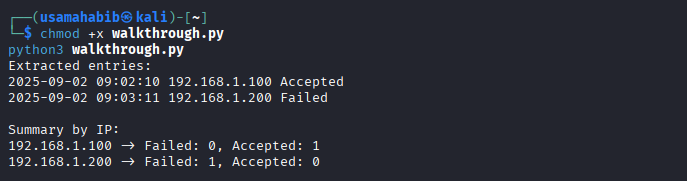 ┌──(usamahabib㉿kali)-[~]
└─$ chmod +x walkthrough.py
python3 walkthrough.py
Extracted entries:
2025-09-02 09:02:10 192.168.1.100 Accepted
2025-09-02 09:03:11 192.168.1.200 Failed

Summary by IP:
192.168.1.100 → Failed: 0, Accepted: 1
192.168.1.200 → Failed: 1, Accepted: 0